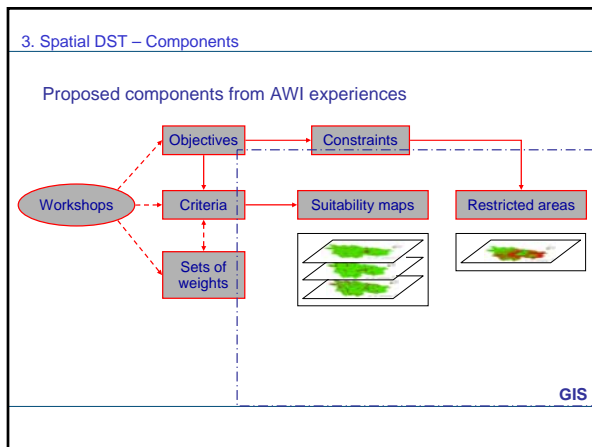 3. Spatial DST – Components
Proposed components from AWI experiences
Objectives
Constraints
Workshops
Criteria
Suitability maps
Restricted areas
Sets of
weights
GIS